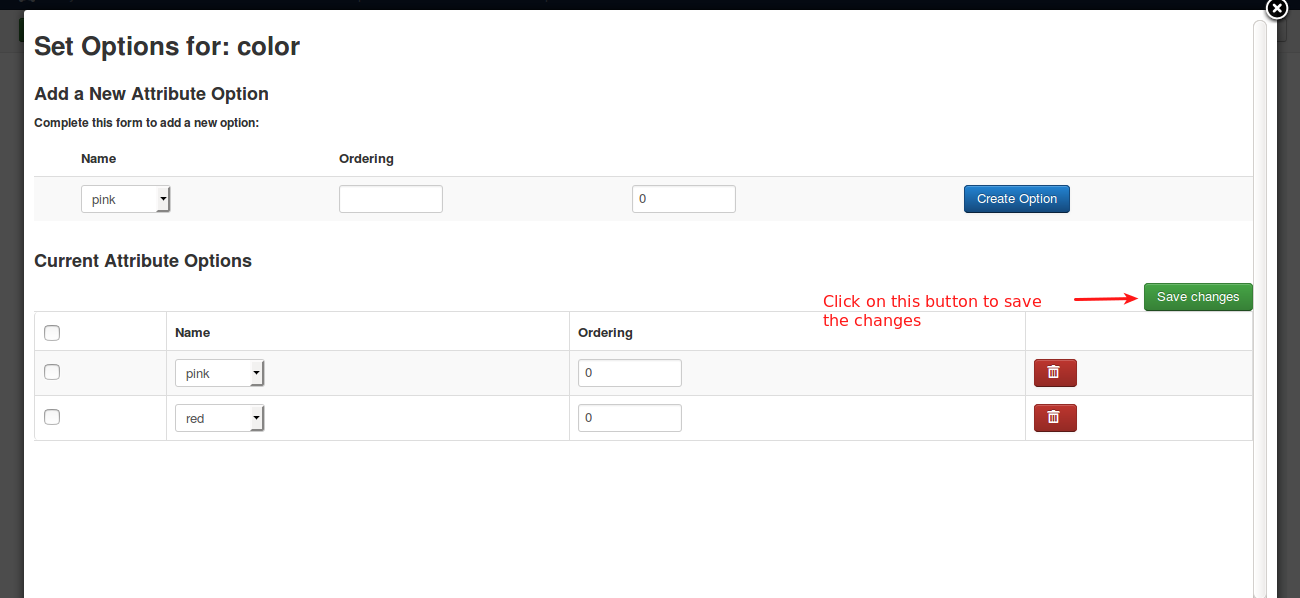 Set Options for: color
Add a New Attribute Option
Complete this form to add a new option:
Name Ordering
pink 0 Create Option
Current Attribute Options
Save changes
Click on this button to save
the changes
Name Ordering
pink 0
red 0